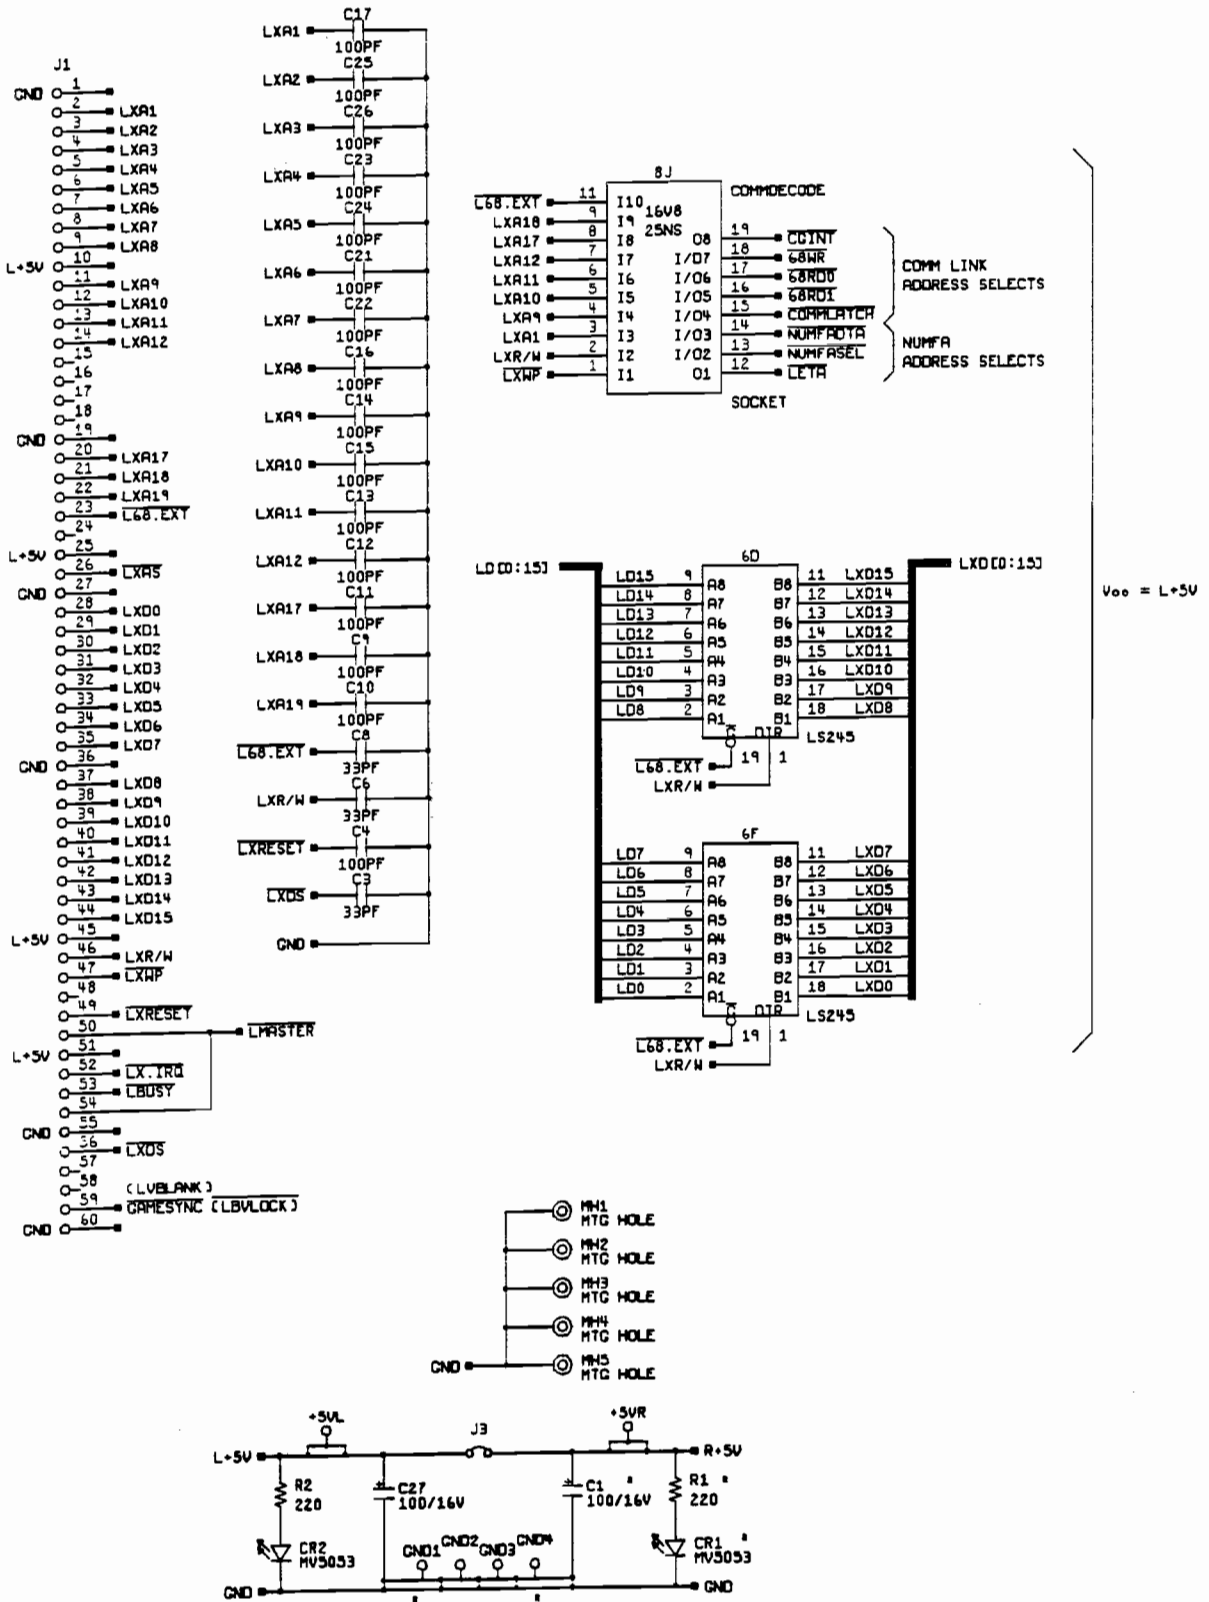 J1
GND 1
2 LXA1
3 LXA2
4 LXA3
5 LXA4
6 LXA5
7 LXA6
8 LXA7
9 LXA8
L+5V 10
11 LXA9
12 LXA10
13 LXA11
14 LXA12
15
16
17
18
GND 19
20 LXA17
21 LXA18
22 LXA19
23 L68.EXT
24
L+5V 25
26 LXAS
GND 27
28 LXD0
29 LXD1
30 LXD2
31 LXD3
32 LXD4
33 LXD5
34 LXD6
35 LXD7
GND 36
37 LXD8
38 LXD9
39 LXD10
40 LXD11
41 LXD12
42 LXD13
43 LXD14
44 LXD15
L+5V 45
46 LXR/W
47 LXWP
48
49 LXRESET
50 LMASTER
L+5V 51
52 LX.IRQ
53 LBUSY
54
GND 55
56 LXDS
57
58 (LVBLANK)
59 GAMESYNC (LBVLOCK)
GND 60
C17
LXA1
100PF
C25
LXA2
100PF
C26
LXA3
100PF
C23
LXA4
100PF
C24
LXA5
100PF
C21
LXA6
100PF
C22
LXA7
100PF
C16
LXA8
100PF
C14
LXA9
100PF
C15
LXA10
100PF
C13
LXA11
100PF
C12
LXA12
100PF
C11
LXA17
100PF
C9
LXA18
100PF
C10
LXA19
100PF
C8
L68.EXT
33PF
C6
LXR/W
33PF
C4
LXRESET
100PF
C3
LXDS
33PF
GND
8J
COMMDECODE
16V8
25NS
L68.EXT 11 I10
LXA18 9 I9
LXA17 8 I8
LXA12 7 I7
LXA11 6 I6
LXA10 5 I5
LXA9 4 I4
LXA1 3 I3
LXR/W 2 I2
LXWP 1 I1
O8 19 CGINT
I/O7 18 68WR
I/O6 17 68RD0
I/O5 16 68RD1
I/O4 15 COMMLATCH
I/O3 14 NUMFADTA
I/O2 13 NUMFASEL
O1 12 LETA
SOCKET
COMM LINK
ADDRESS SELECTS
NUMFA
ADDRESS SELECTS
LD[0:15]
6D
LXD[0:15]
LD15 9 A8 B8 11 LXD15
LD14 8 A7 B7 12 LXD14
LD13 7 A6 B6 13 LXD13
LD12 6 A5 B5 14 LXD12
LD11 5 A4 B4 15 LXD11
LD10 4 A3 B3 16 LXD10
LD9 3 A2 B2 17 LXD9
LD8 2 A1 B1 18 LXD8
G DIR
LS245
L68.EXT 19 1
LXR/W
6F
LD7 9 A8 B8 11 LXD7
LD6 8 A7 B7 12 LXD6
LD5 7 A6 B6 13 LXD5
LD4 6 A5 B5 14 LXD4
LD3 5 A4 B4 15 LXD3
LD2 4 A3 B3 16 LXD2
LD1 3 A2 B2 17 LXD1
LD0 2 A1 B1 18 LXD0
G DIR
LS245
L68.EXT 19 1
LXR/W
VDD = L+5V
MH1
MTG HOLE
MH2
MTG HOLE
MH3
MTG HOLE
MH4
MTG HOLE
GND
MH5
MTG HOLE
+5VL
J3
+5VR
L+5V
R+5V
R2
220
C27
100/16V
C1 *
100/16V
R1 *
220
CR2
MV5053
GND1 GND2 GND3 GND4
CR1 *
MV5053
GND
GND
* *